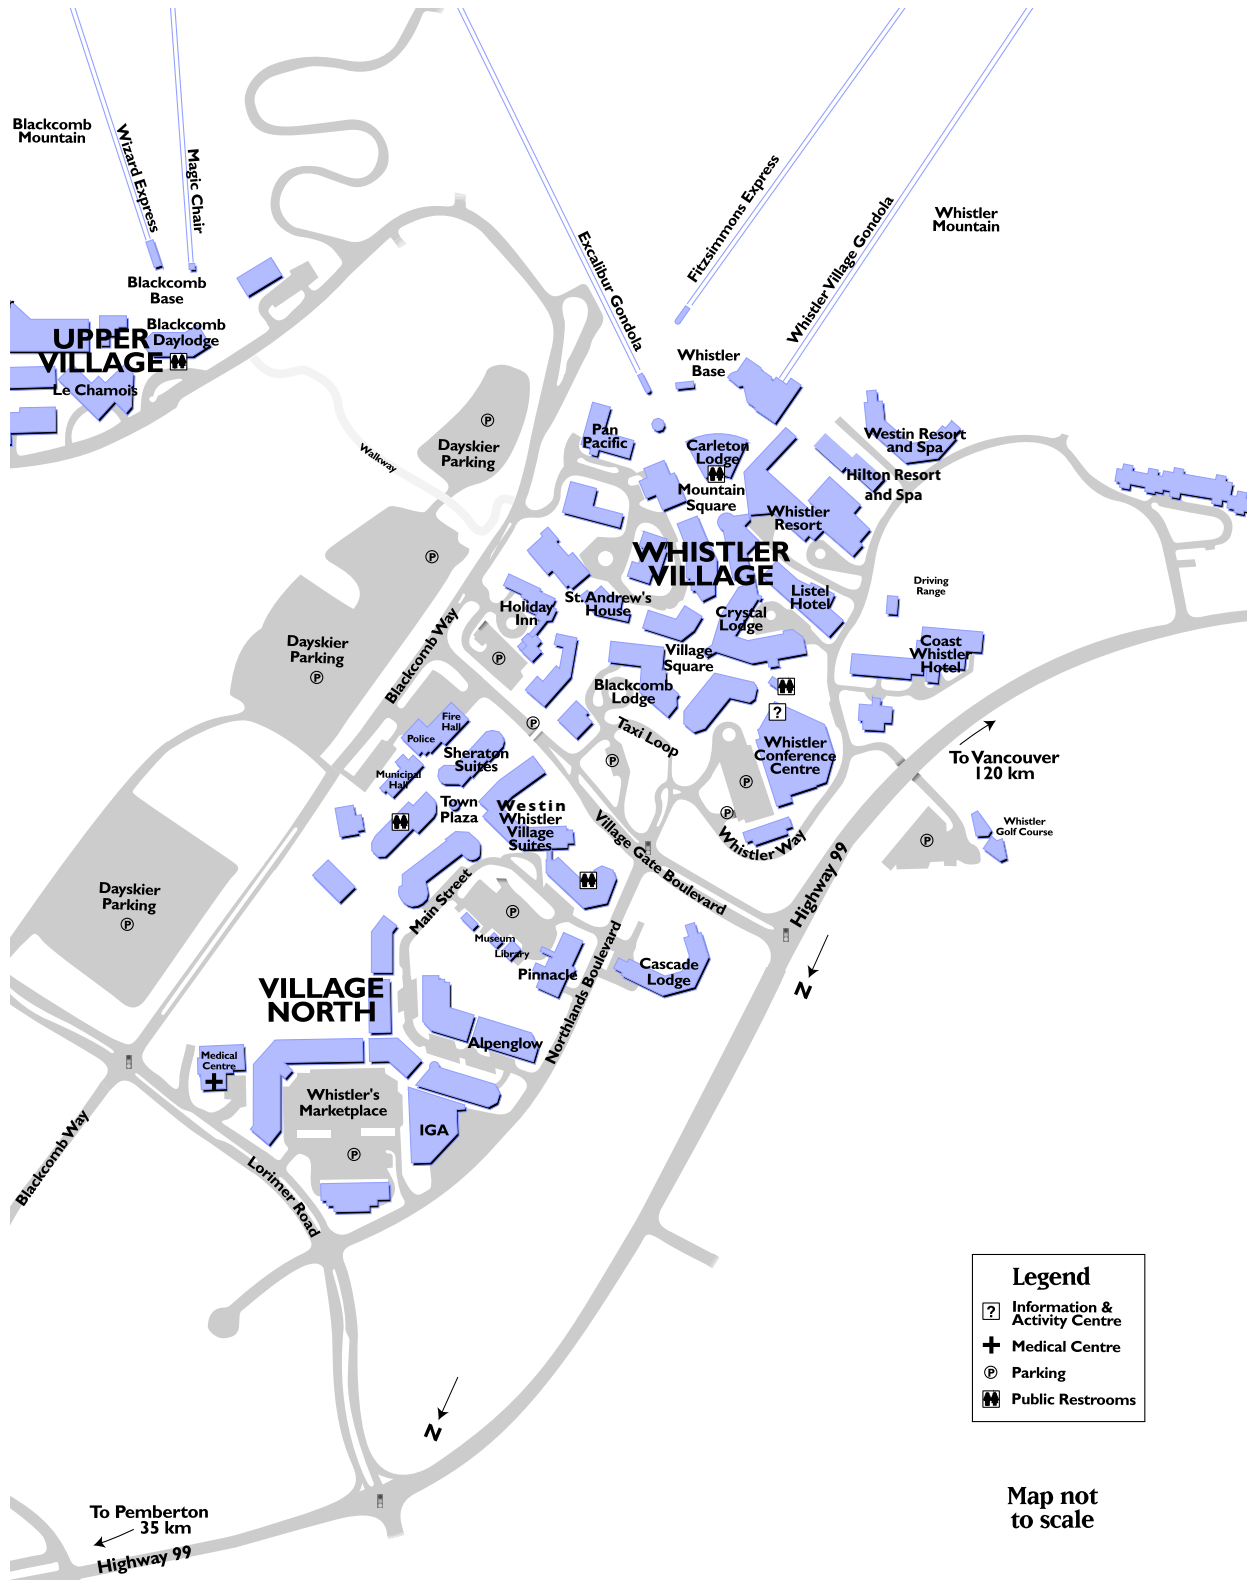 Blackcomb
Mountain
Wizard Express
Magic Chair
Excalibur Gondola
Fitzsimmons Express
Whistler Village Gondola
Whistler
Mountain
Blackcomb
Base
Blackcomb
Daylodge
UPPER
VILLAGE
Le Chamois
Whistler
Base
Walkway
P
Dayskier
Parking
Pan
Pacific
Carleton
Lodge
Mountain
Square
Westin Resort
and Spa
Hilton Resort
and Spa
Whistler
Resort
P
WHISTLER
VILLAGE
Holiday
Inn
St. Andrew's
House
Crystal
Lodge
Listel
Hotel
Driving
Range
Coast
Whistler
Hotel
Dayskier
Parking
P
Blackcomb Way
P
Village
Square
Blackcomb
Lodge
?
Fire
Hall
Police
Municipal
Hall
Sheraton
Suites
P
Taxi Loop
P
Whistler
Conference
Centre
P
P
Whistler Way
To Vancouver
120 km
Whistler
Golf Course
P
Town
Plaza
Westin
Whistler
Village
Suites
Village Gate Boulevard
Highway 99
N
Dayskier
Parking
P
Main Street
P
Museum
Library
Pinnacle
Northlands Boulevard
Cascade
Lodge
VILLAGE
NORTH
Alpenglow
Medical
Centre
Whistler's
Marketplace
IGA
P
Blackcomb Way
Lorimer Road
N
To Pemberton
35 km
Highway 99
Legend
? Information &
Activity Centre
Medical Centre
P Parking
Public Restrooms
Map not
to scale